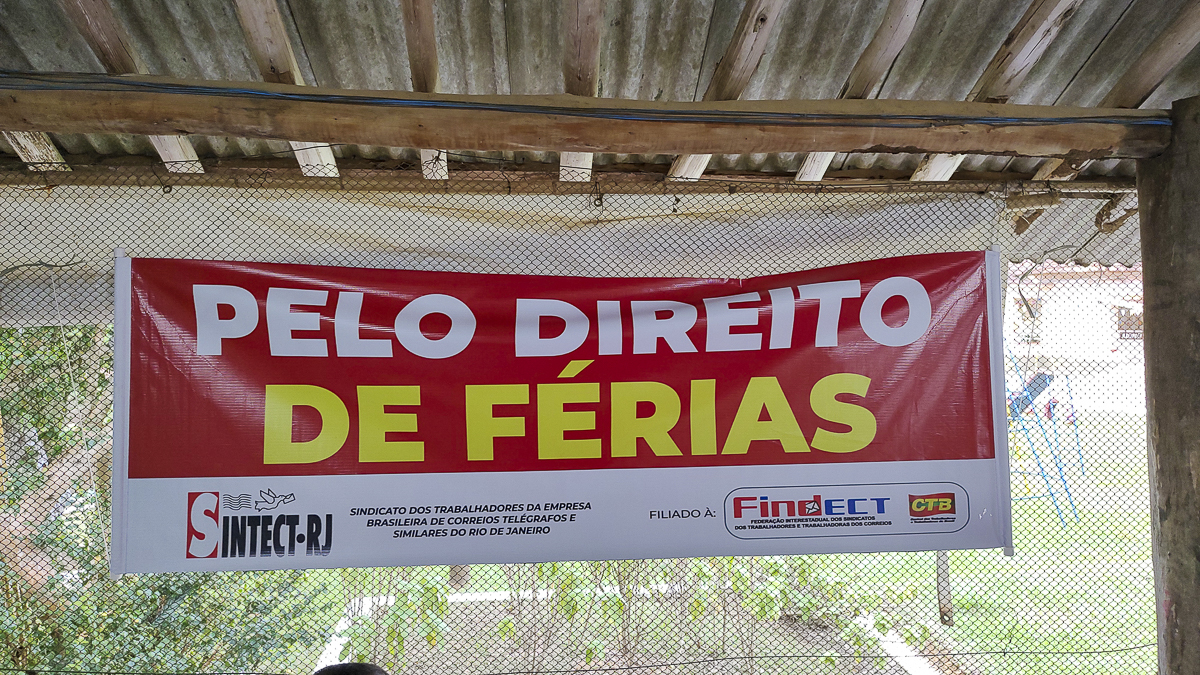 PELO DIREITO
DE FÉRIAS
SINTECT-RJ
SINDICATO DOS TRABALHADORES DA EMPRESA
BRASILEIRA DE CORREIOS TELÉGRAFOS E
SIMILARES DO RIO DE JANEIRO
FILIADO À:
FindECT
FEDERAÇÃO INTERESTADUAL DOS SINDICATOS
DOS TRABALHADORES E TRABALHADORAS DOS CORREIOS
CTB